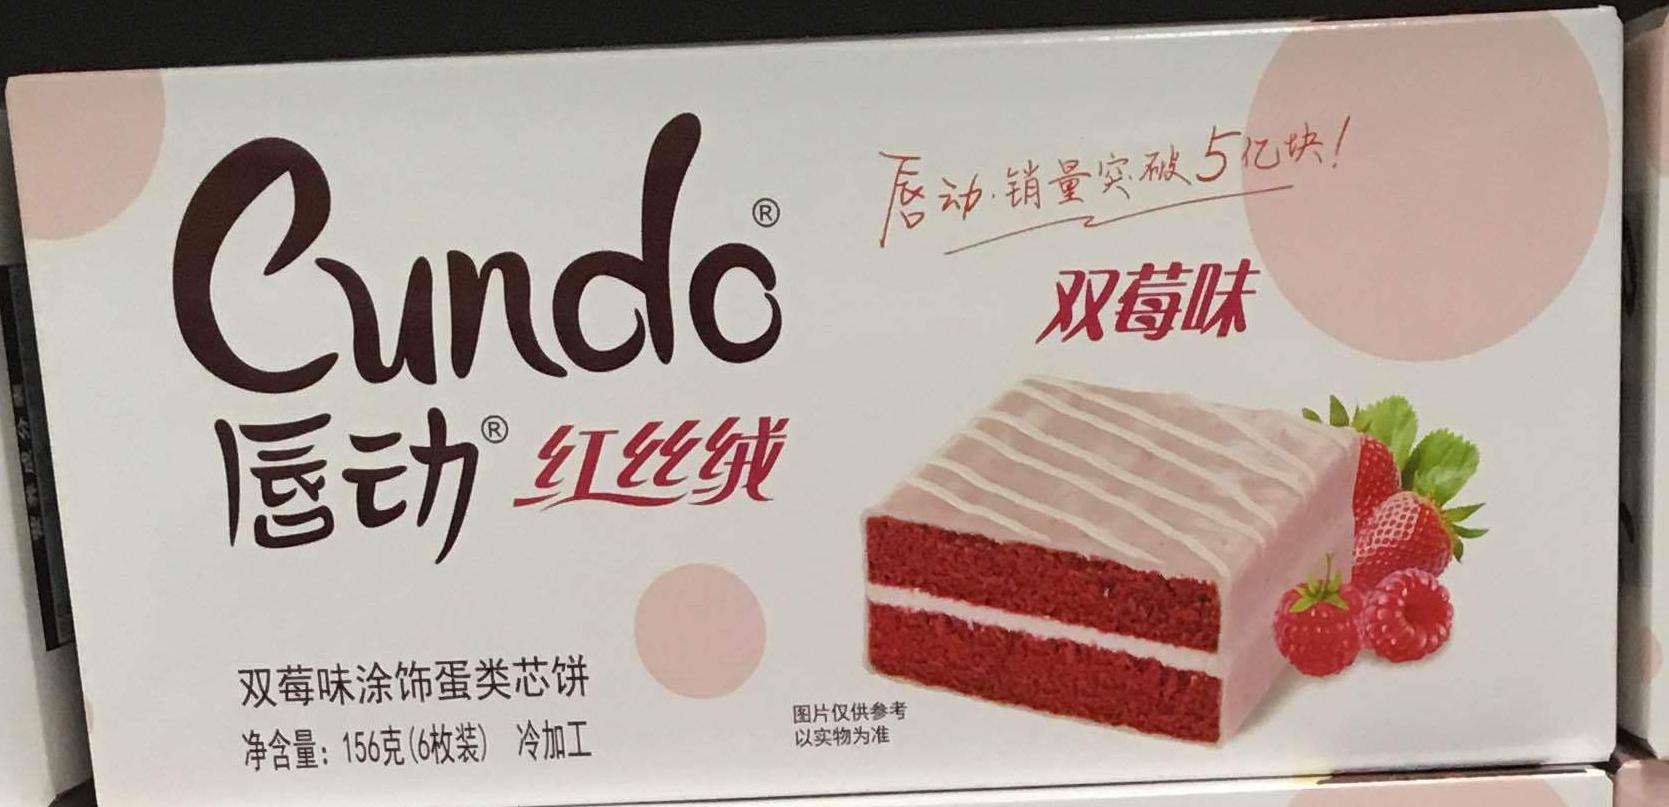 Cundo®
唇动® 红丝绒
唇动·销量突破5亿块!
双莓味
双莓味涂饰蛋类芯饼
净含量：156克(6枚装) 冷加工
图片仅供参考
以实物为准